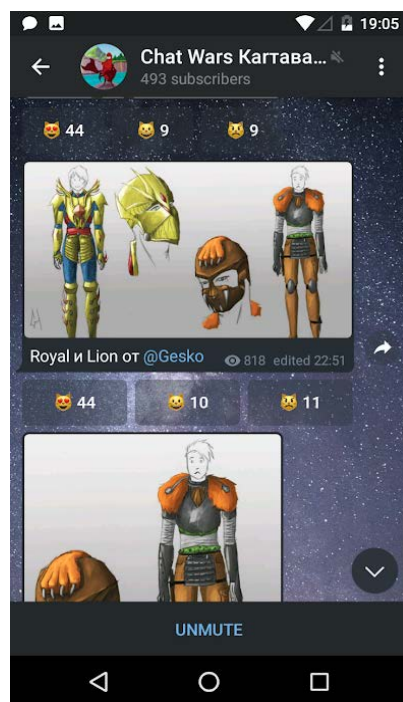 19:05
Chat Wars Каггава...
493 subscribers
44
9
9
Royal и Lion от @Gesko
818 edited 22:51
44
10
11
UNMUTE